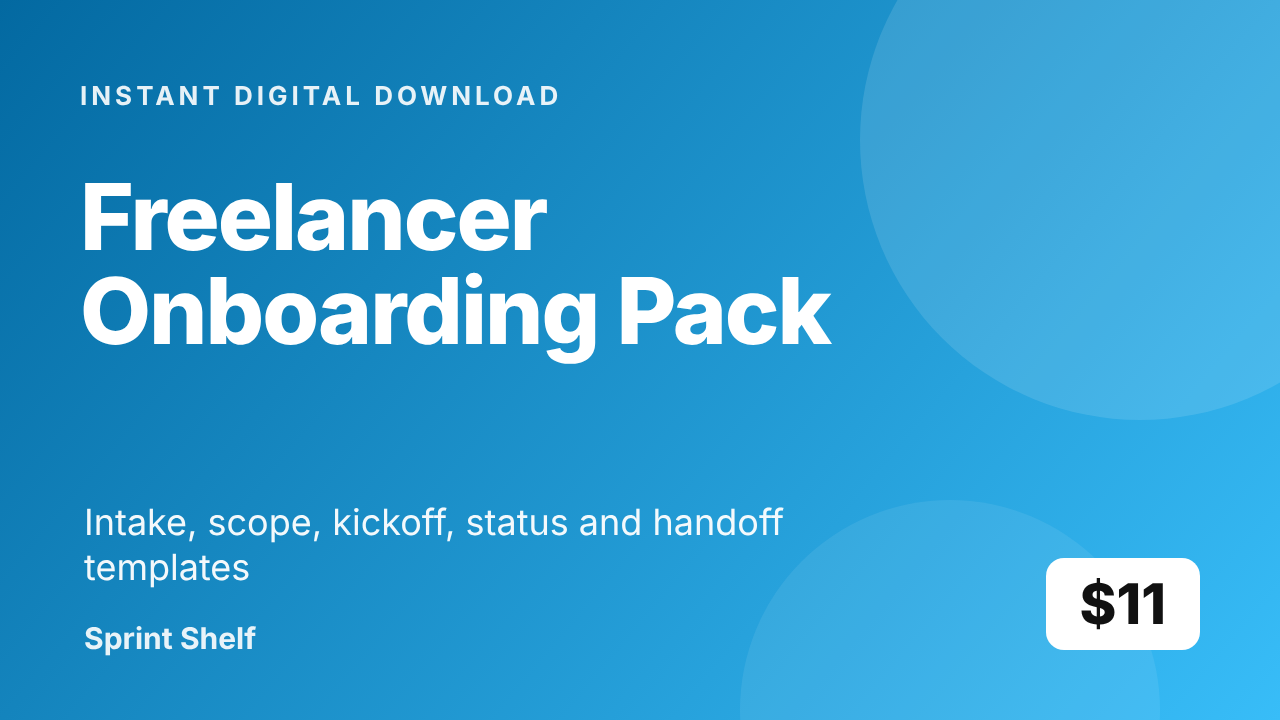 INSTANT DIGITAL DOWNLOAD
Freelancer
Onboarding Pack
Intake, scope, kickoff, status and handoff
templates
Sprint Shelf
$11